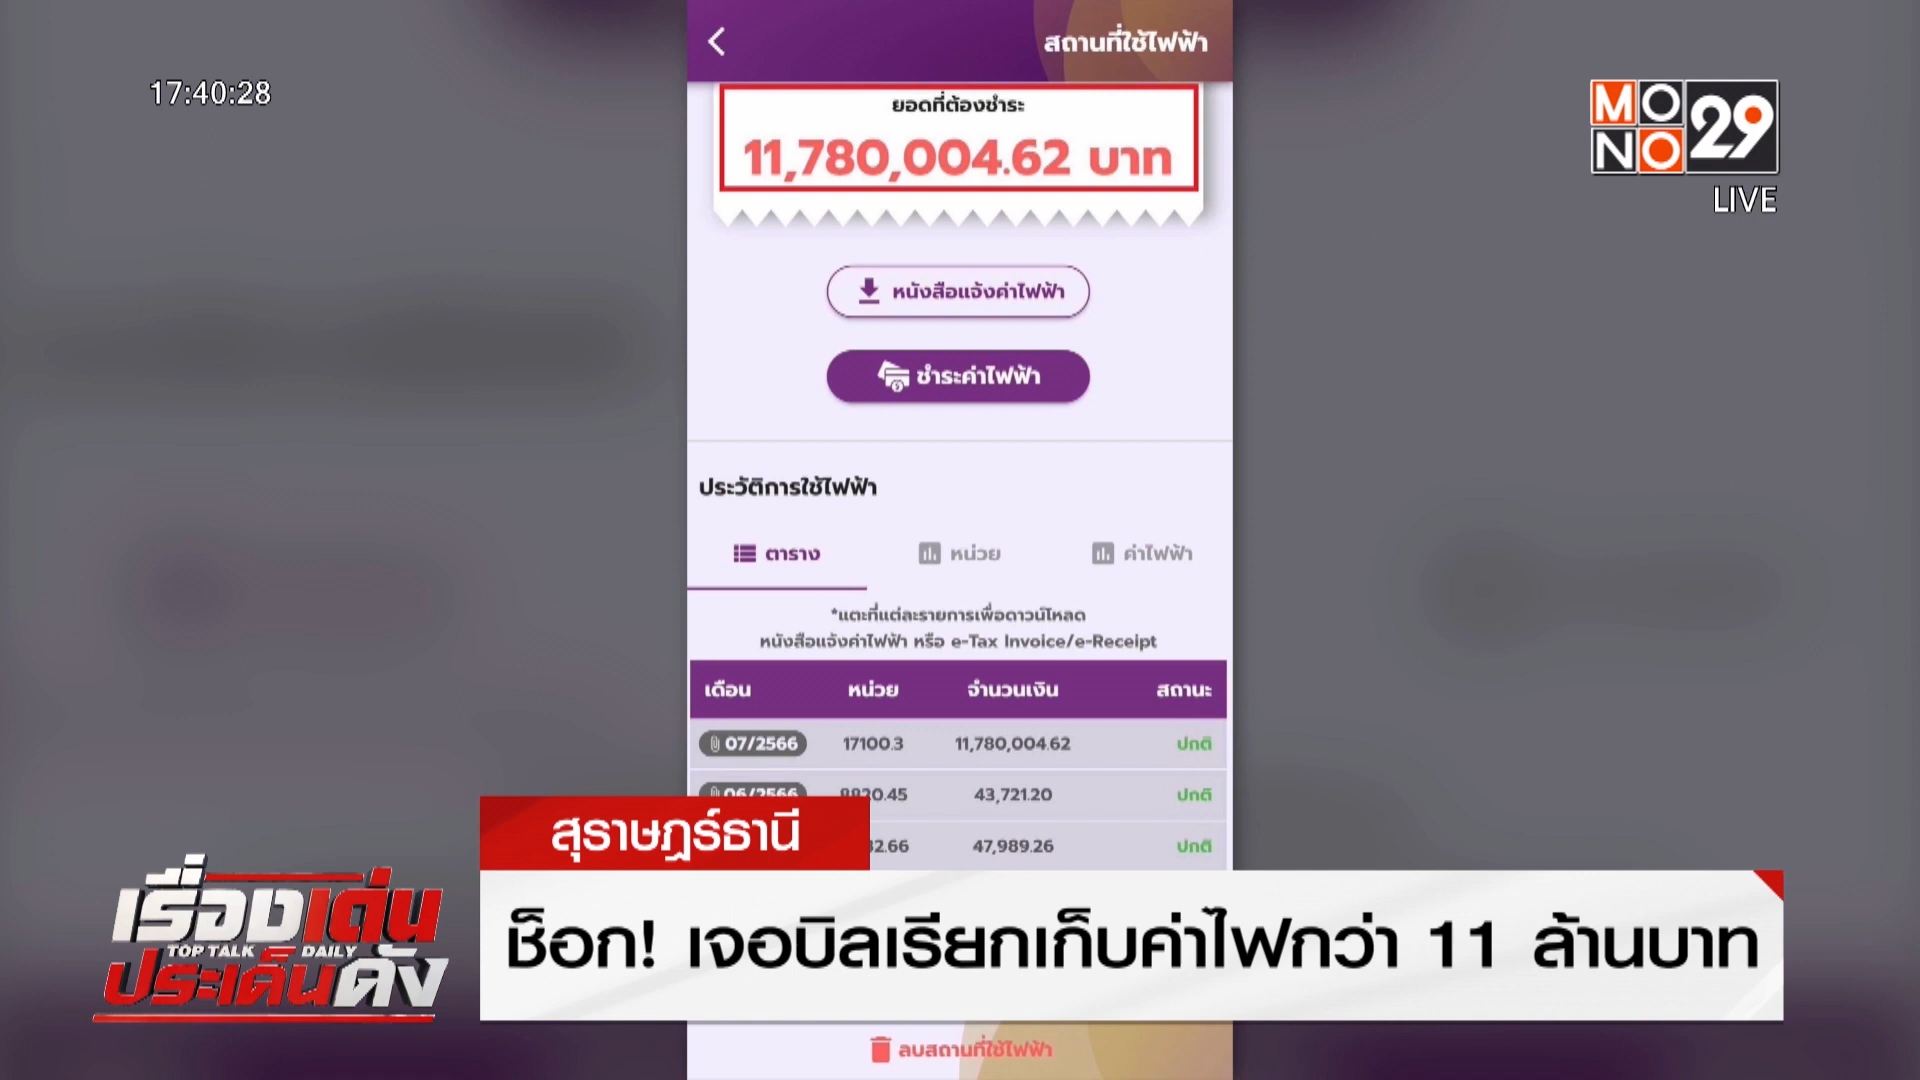 17:40:28
สถานที่ใช้ไฟฟ้า
MONO 29
LIVE
ยอดที่ต้องชำระ
11,780,004.62 บาท
หนังสือแจ้งค่าไฟฟ้า
ชำระค่าไฟฟ้า
ประวัติการใช้ไฟฟ้า
ตาราง หน่วย ค่าไฟฟ้า
*แตะที่แต่ละรายการเพื่อดาวน์โหลด
หนังสือแจ้งค่าไฟฟ้า หรือ e-Tax Invoice/e-Receipt
เดือน หน่วย จำนวนเงิน สถานะ
07/2566 17100.3 11,780,004.62 ปกติ
06/2566 8820.45 43,721.20 ปกติ
47,989.26 ปกติ
สุราษฎร์ธานี
ช็อก! เจอบิลเรียกเก็บค่าไฟกว่า 11 ล้านบาท
เรื่องเด่น
TOP TALK DAILY
ประเด็นดัง
ลบสถานที่ใช้ไฟฟ้า